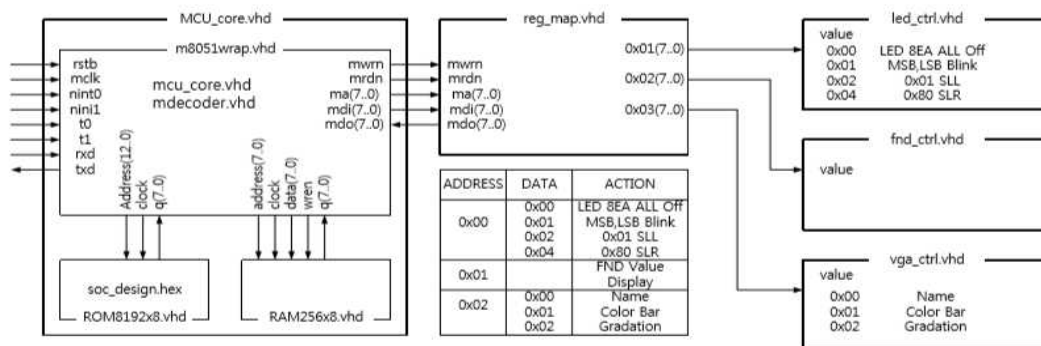 MCU_core.vhd
m8051wrap.vhd
mcu_core.vhd
mdecoder.vhd
rstb
mclk
nint0
nini1
t0
t1
rxd
txd
mwrn
mrdn
ma(7..0)
mdi(7..0)
mdo(7..0)
Address(12..0)
clock
q(7..0)
address(7..0)
clock
data(7..0)
wren
q(7..0)
soc_design.hex
ROM8192x8.vhd
RAM256x8.vhd
reg_map.vhd
mwrn
mrdn
ma(7..0)
mdi(7..0)
mdo(7..0)
0x01(7..0)
0x02(7..0)
0x03(7..0)
ADDRESS DATA ACTION
0x00
0x00 LED 8EA ALL Off
0x01 MSB,LSB Blink
0x02 0x01 SLL
0x04 0x80 SLR
0x01 FND Value
Display
0x02
0x00 Name
0x01 Color Bar
0x02 Gradation
led_ctrl.vhd
value
0x00 LED 8EA ALL Off
0x01 MSB,LSB Blink
0x02 0x01 SLL
0x04 0x80 SLR
fnd_ctrl.vhd
value
vga_ctrl.vhd
value
0x00 Name
0x01 Color Bar
0x02 Gradation